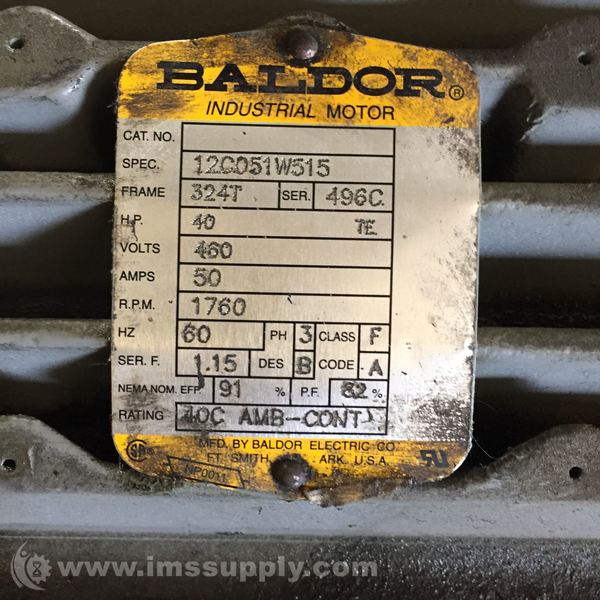 BALDOR®
INDUSTRIAL MOTOR
CAT. NO.
SPEC. 12G051W515
FRAME 324T SER. 496C
H.P. 40 TE
VOLTS 460
AMPS 50
R.P.M. 1760
HZ 60 PH 3 CLASS F
SER. F. 1.15 DES B CODE A
NEMA NOM. EFF. 91 % P.F. 82 %
RATING 40C AMB-CONT
MFD. BY BALDOR ELECTRIC CO
FT. SMITH, ARK. U.S.A.
NP0011
www.imssupply.com